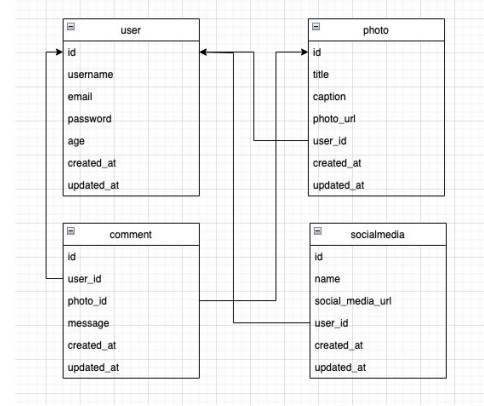 user
id
username
email
password
age
created_at
updated_at
photo
id
title
caption
photo_url
user_id
created_at
updated_at
comment
id
user_id
photo_id
message
created_at
updated_at
socialmedia
id
name
social_media_url
user_id
created_at
updated_at